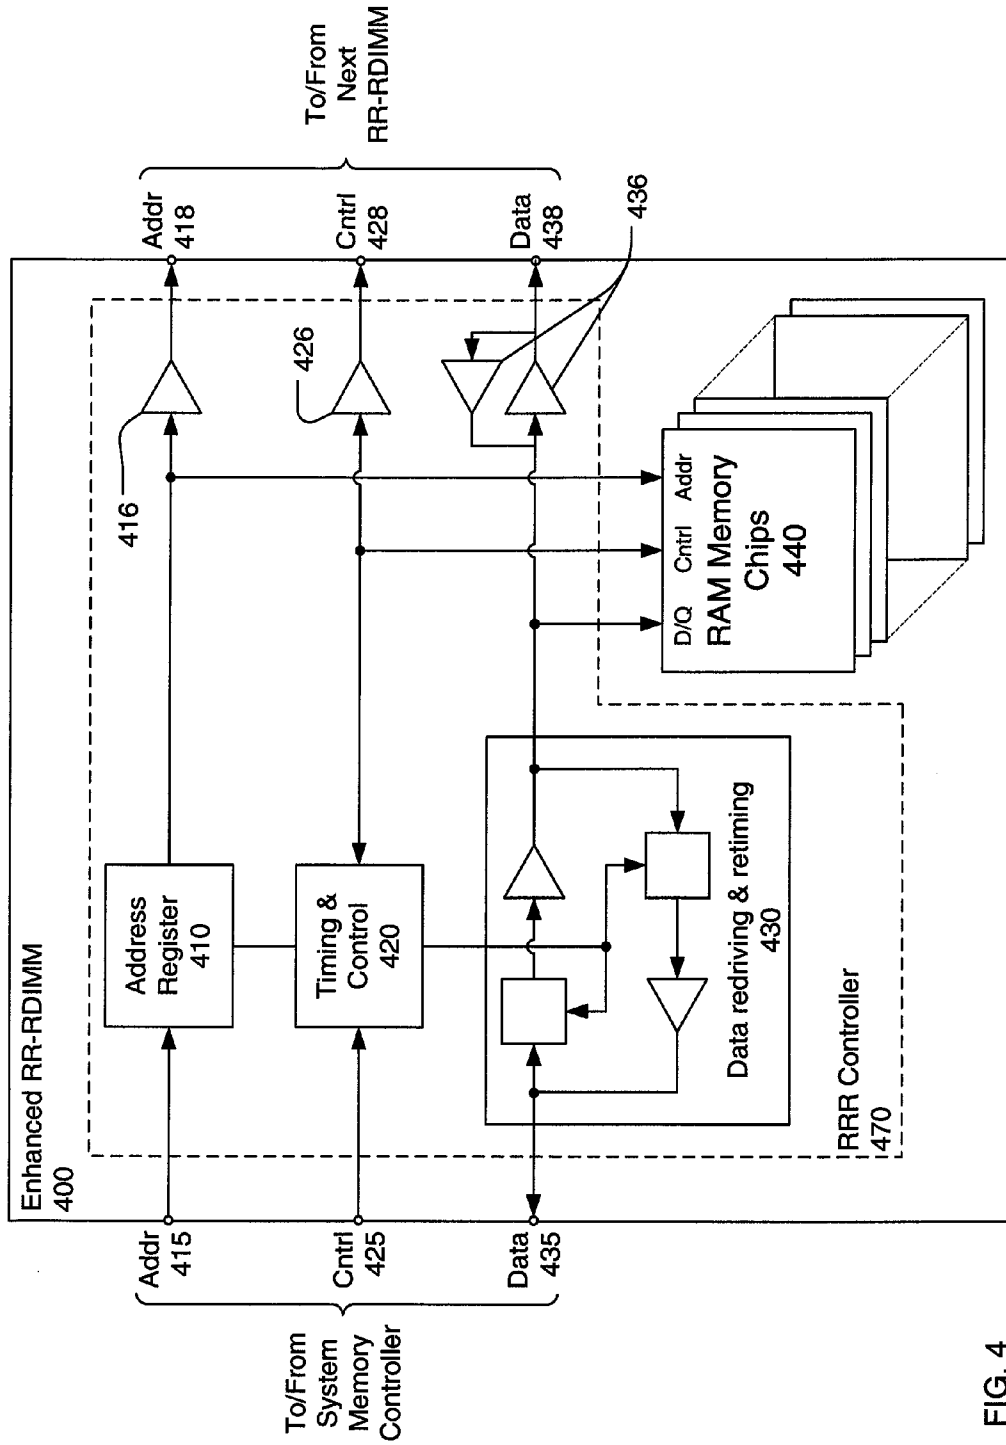 Enhanced RR-RDIMM
400
To/From
System
Memory
Controller
Addr
415
Cntrl
425
Data
435
Address
Register
410
Timing &
Control
420
Data redriving & retiming
430
RRR Controller
470
416
426
436
D/Q
Cntrl
Addr
RAM Memory
Chips
440
Addr
418
Cntrl
428
Data
438
To/From
Next
RR-RDIMM
FIG. 4